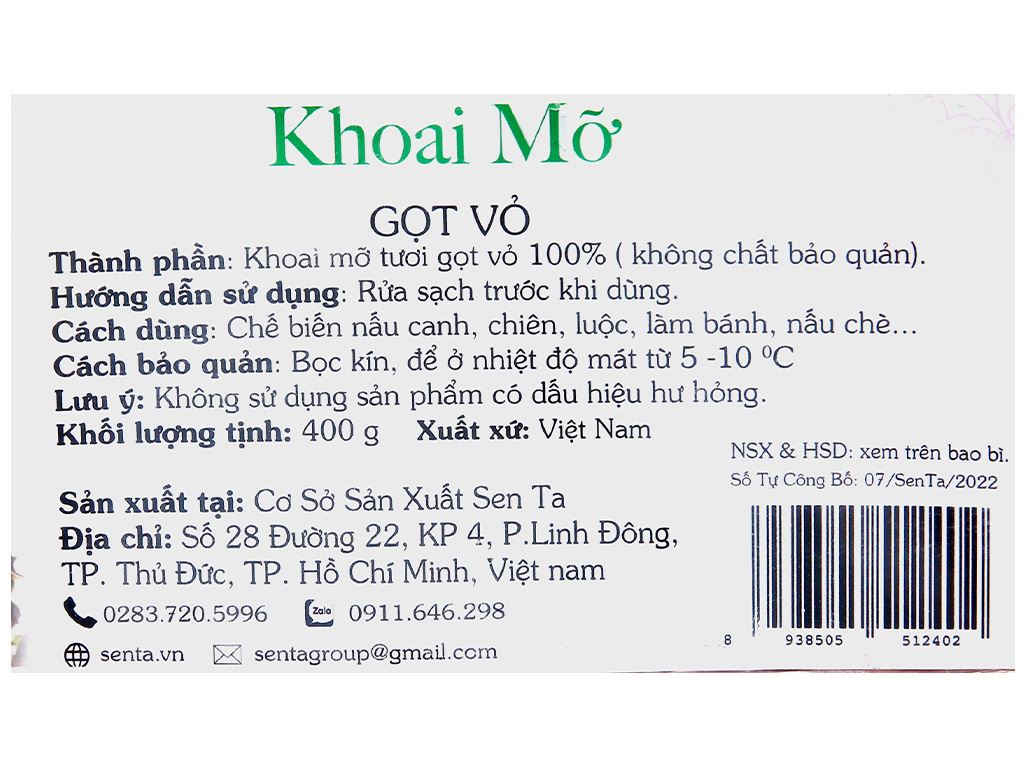 Khoai Mỡ
GỌT VỎ
Thành phần: Khoai mỡ tươi gọt vỏ 100% ( không chất bảo quản).
Hướng dẫn sử dụng: Rửa sạch trước khi dùng.
Cách dùng: Chế biến nấu canh, chiên, luộc, làm bánh, nấu chè...
Cách bảo quản: Bọc kín, để ở nhiệt độ mát từ 5 -10 ⁰C
Lưu ý: Không sử dụng sản phẩm có dấu hiệu hư hỏng.
Khối lượng tịnh: 400 g Xuất xứ: Việt Nam
NSX & HSD: xem trên bao bì.
Số Tự Công Bố: 07/SenTa/2022
Sản xuất tại: Cơ Sở Sản Xuất Sen Ta
Địa chỉ: Số 28 Đường 22, KP 4, P.Linh Đông,
TP. Thủ Đức, TP. Hồ Chí Minh, Việt nam
0283.720.5996 Zalo 0911.646.298
senta.vn sentagroup@gmail.com
8 938505 512402